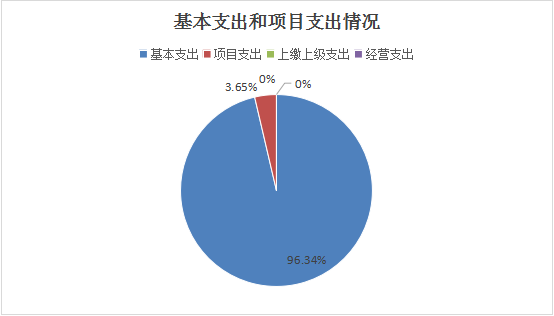 基本支出和项目支出情况
基本支出 项目支出 上缴上级支出 经营支出
0%
0%
3.65%
96.34%